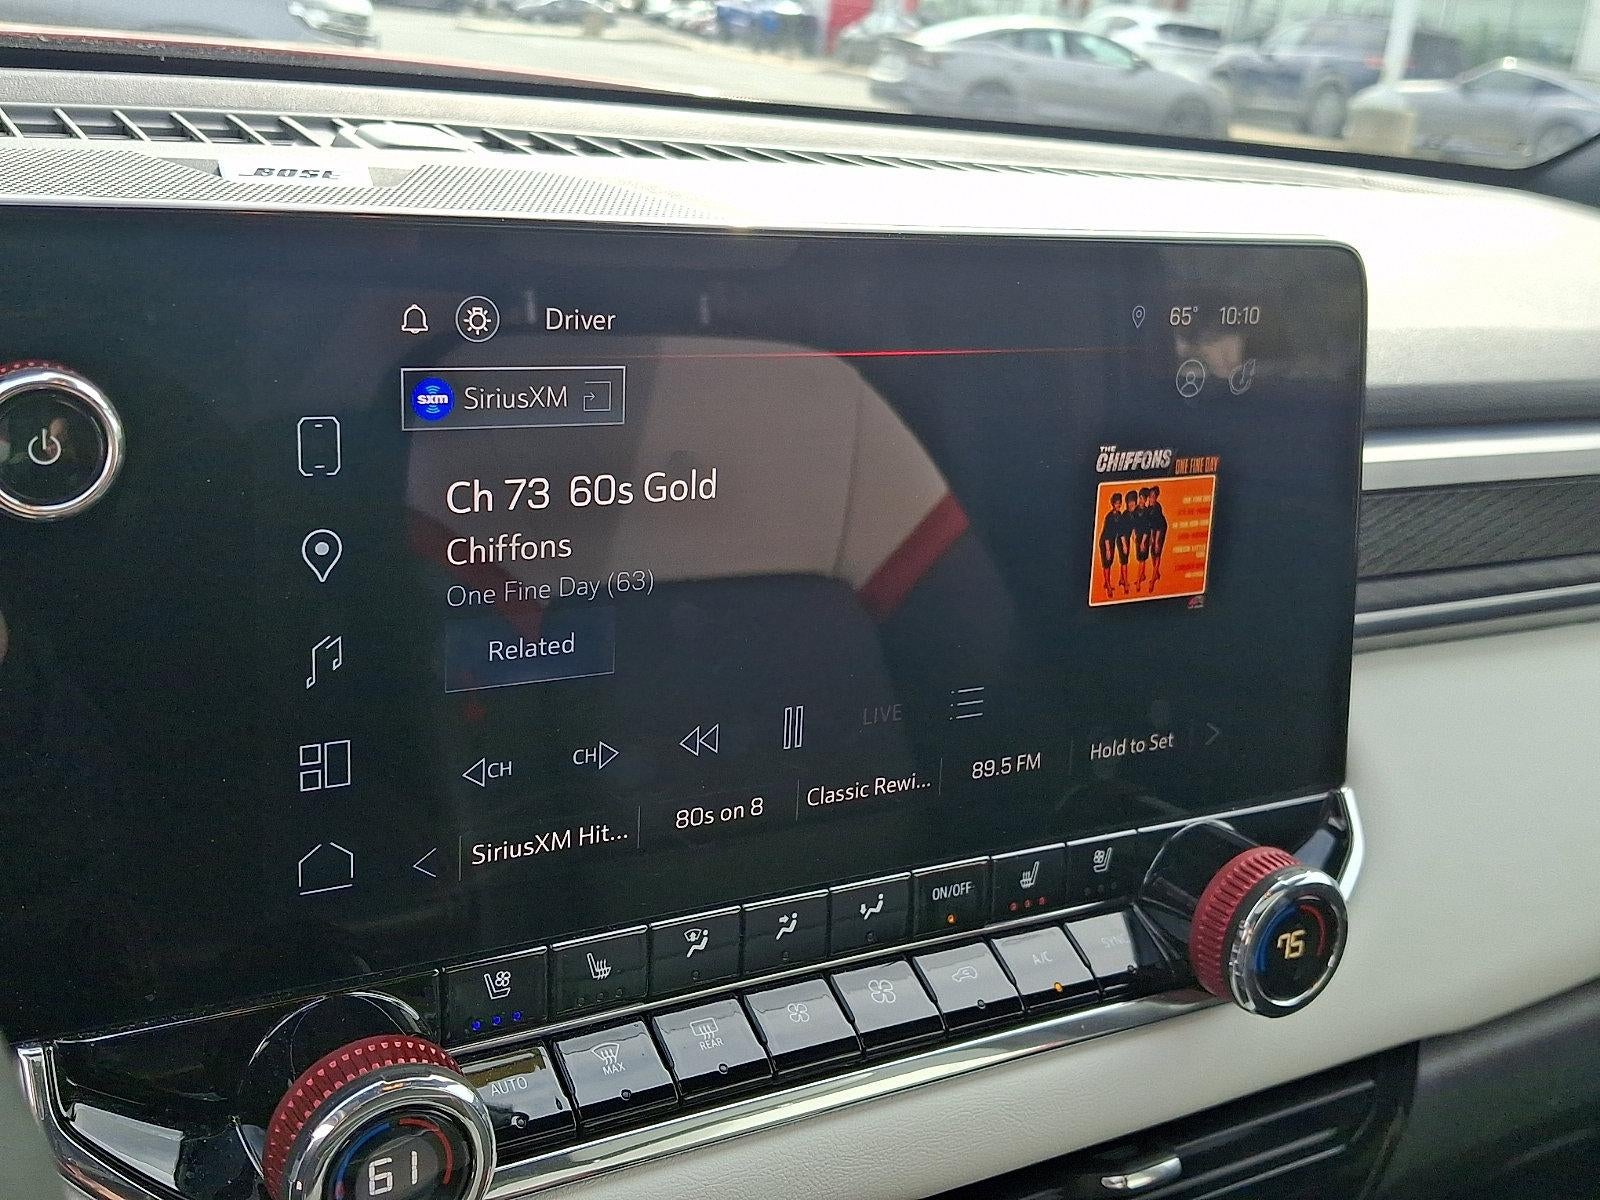 BOSE
Driver
65° 10:10
sxm SiriusXM
Ch 73 60s Gold
Chiffons
One Fine Day (63)
Related
THE
CHIFFONS ONE FINE DAY
CH CH LIVE
SiriusXM Hit... 80s on 8 Classic Rewi... 89.5 FM Hold to Set
ON/OFF
AUTO MAX REAR A/C SYNC
61 75